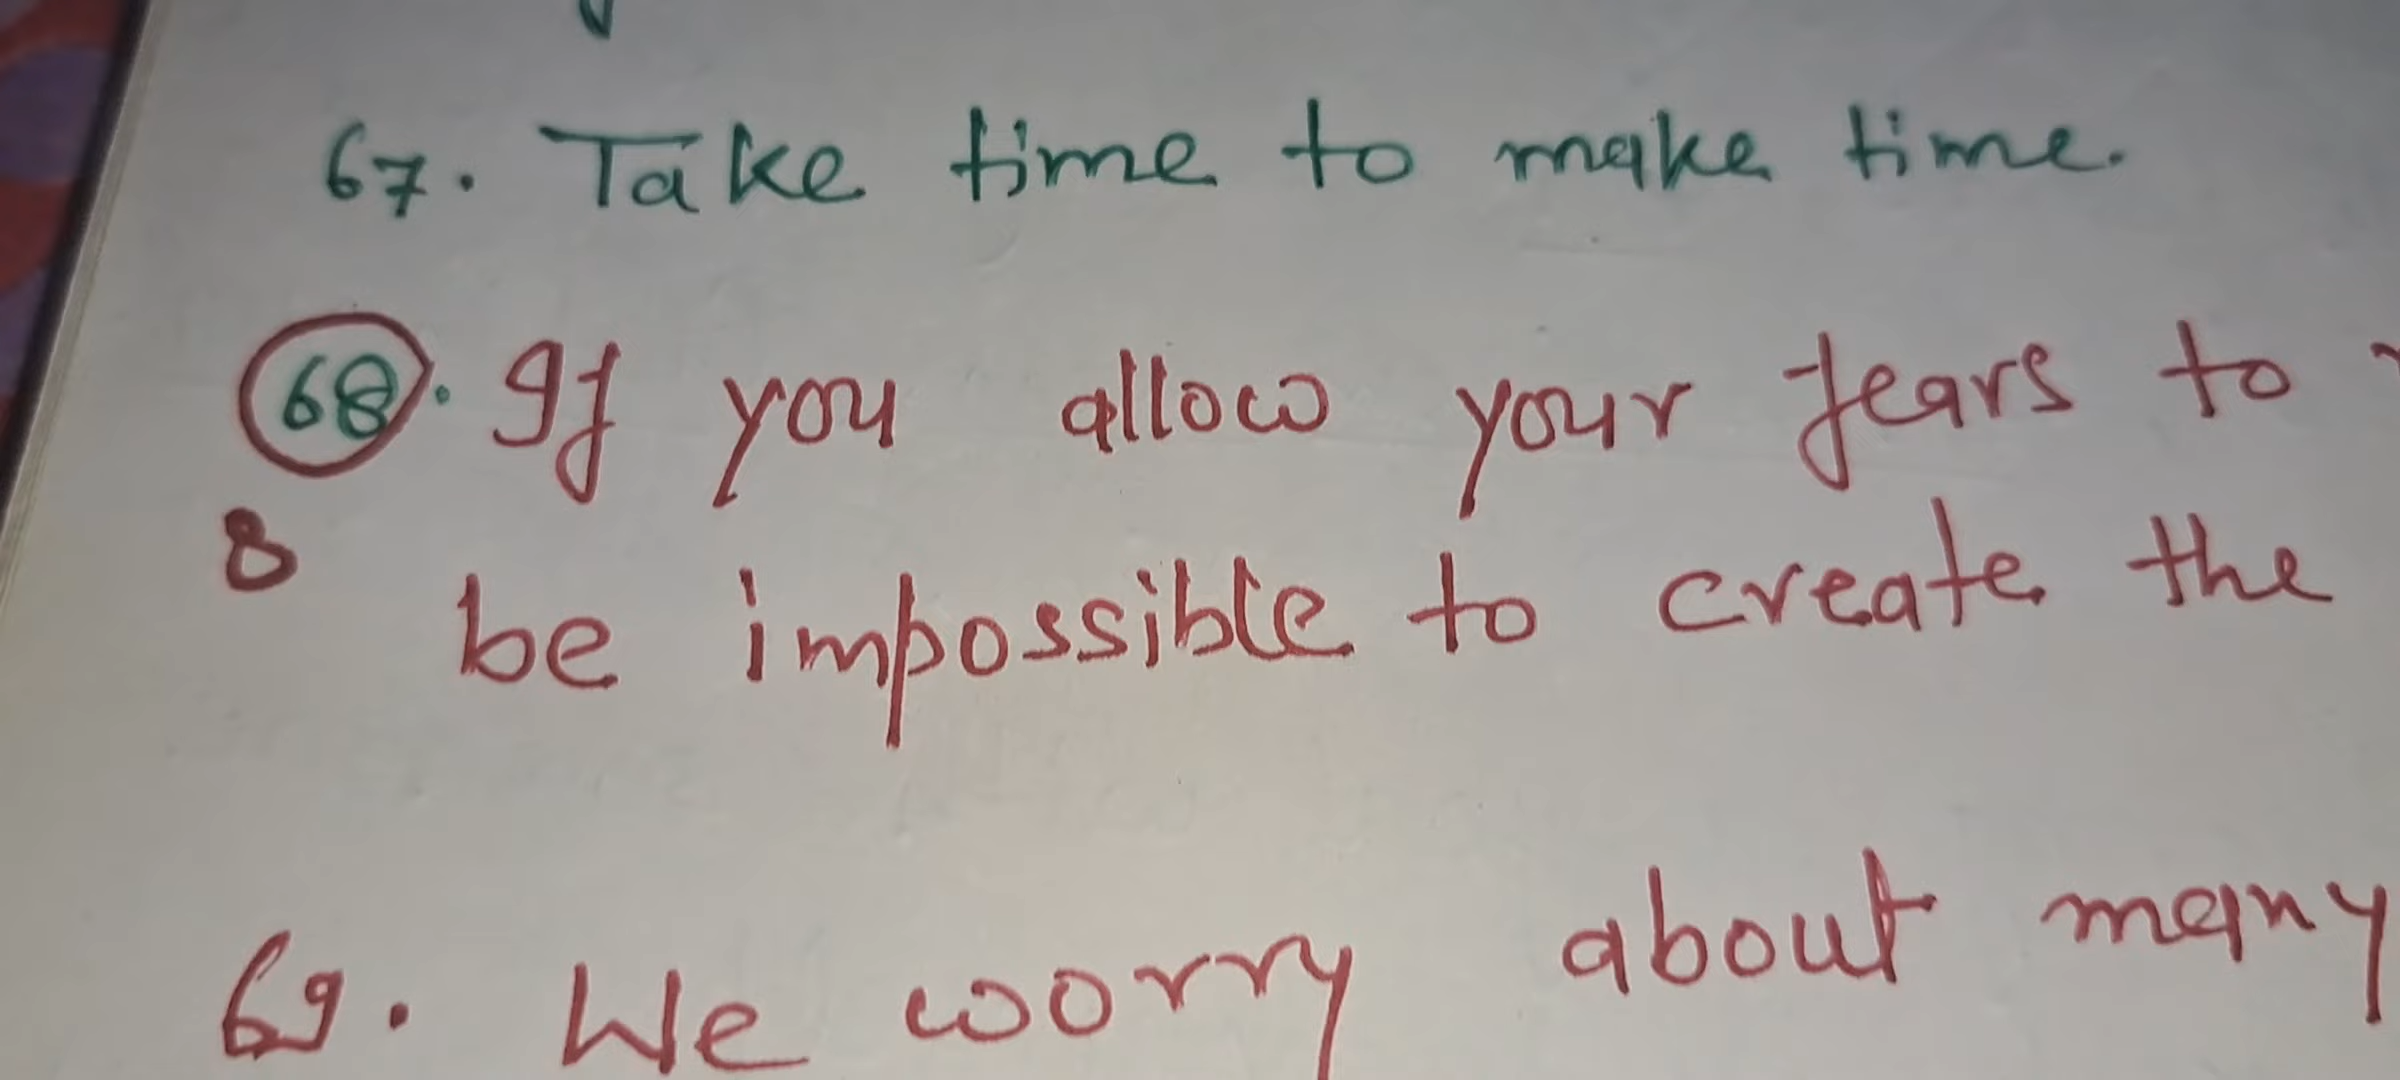 67. Take time to make time.
68. If you allow your fears to
8
be impossible to create the
69. We worry about many